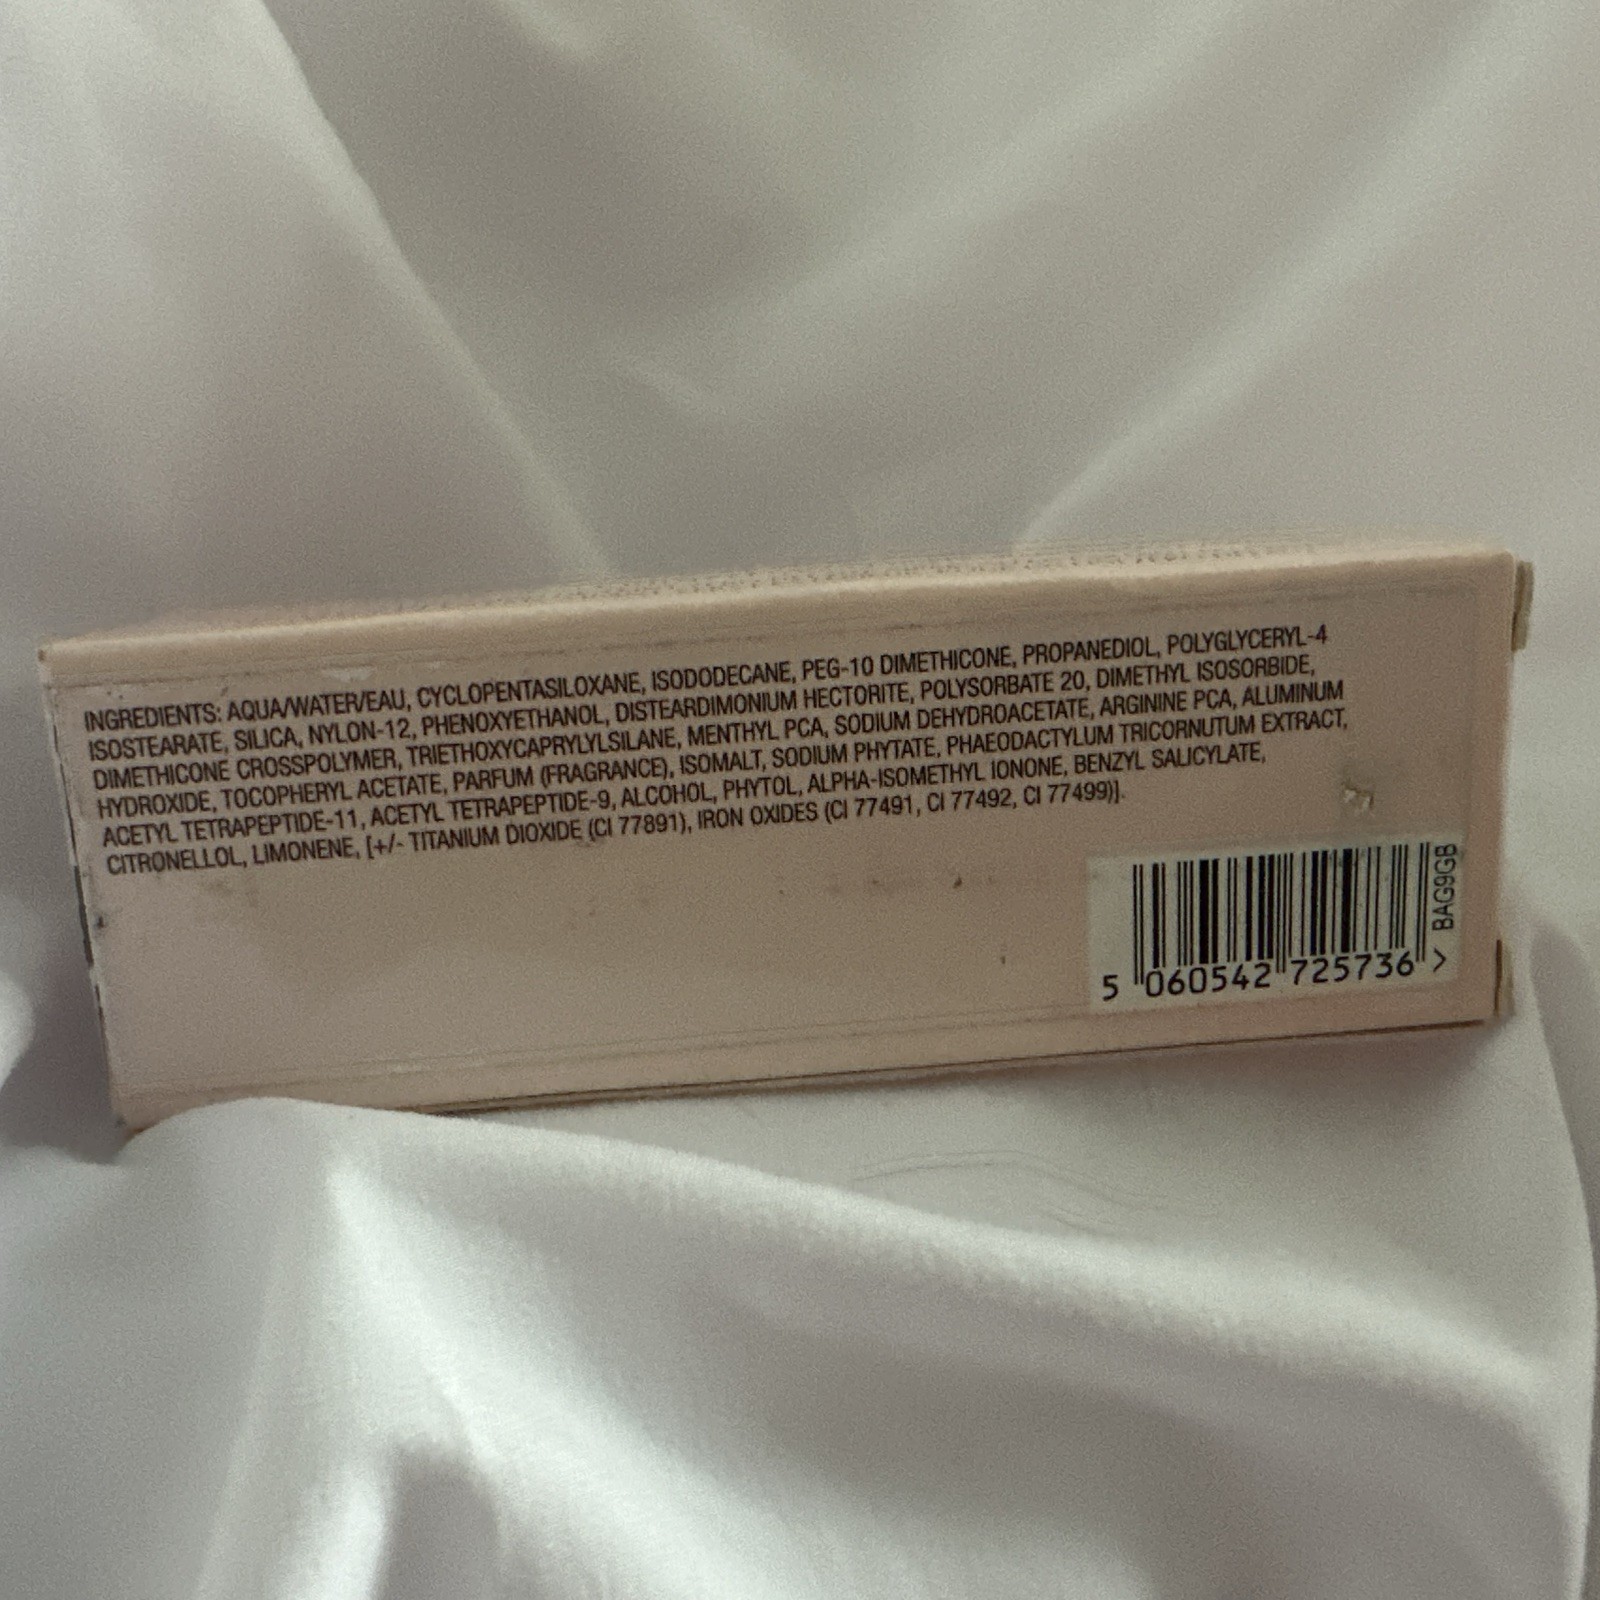 INGREDIENTS: AQUA/WATER/EAU, CYCLOPENTASILOXANE, ISODODECANE, PEG-10 DIMETHICONE, PROPANEDIOL, POLYGLYCERYL-4
ISOSTEARATE, SILICA, NYLON-12, PHENOXYETHANOL, DISTEARDIMONIUM HECTORITE, POLYSORBATE 20, DIMETHYL ISOSORBIDE,
DIMETHICONE CROSSPOLYMER, TRIETHOXYCAPRYLYLSILANE, MENTHYL PCA, SODIUM DEHYDROACETATE, ARGININE PCA, ALUMINUM
HYDROXIDE, TOCOPHERYL ACETATE, PARFUM (FRAGRANCE), ISOMALT, SODIUM PHYTATE, PHAEODACTYLUM TRICORNUTUM EXTRACT,
ACETYL TETRAPEPTIDE-11, ACETYL TETRAPEPTIDE-9, ALCOHOL, PHYTOL, ALPHA-ISOMETHYL IONONE, BENZYL SALICYLATE,
CITRONELLOL, LIMONENE, [+/- TITANIUM DIOXIDE (CI 77891), IRON OXIDES (CI 77491, CI 77492, CI 77499)].
5 060542 725736 >
BAG9GB